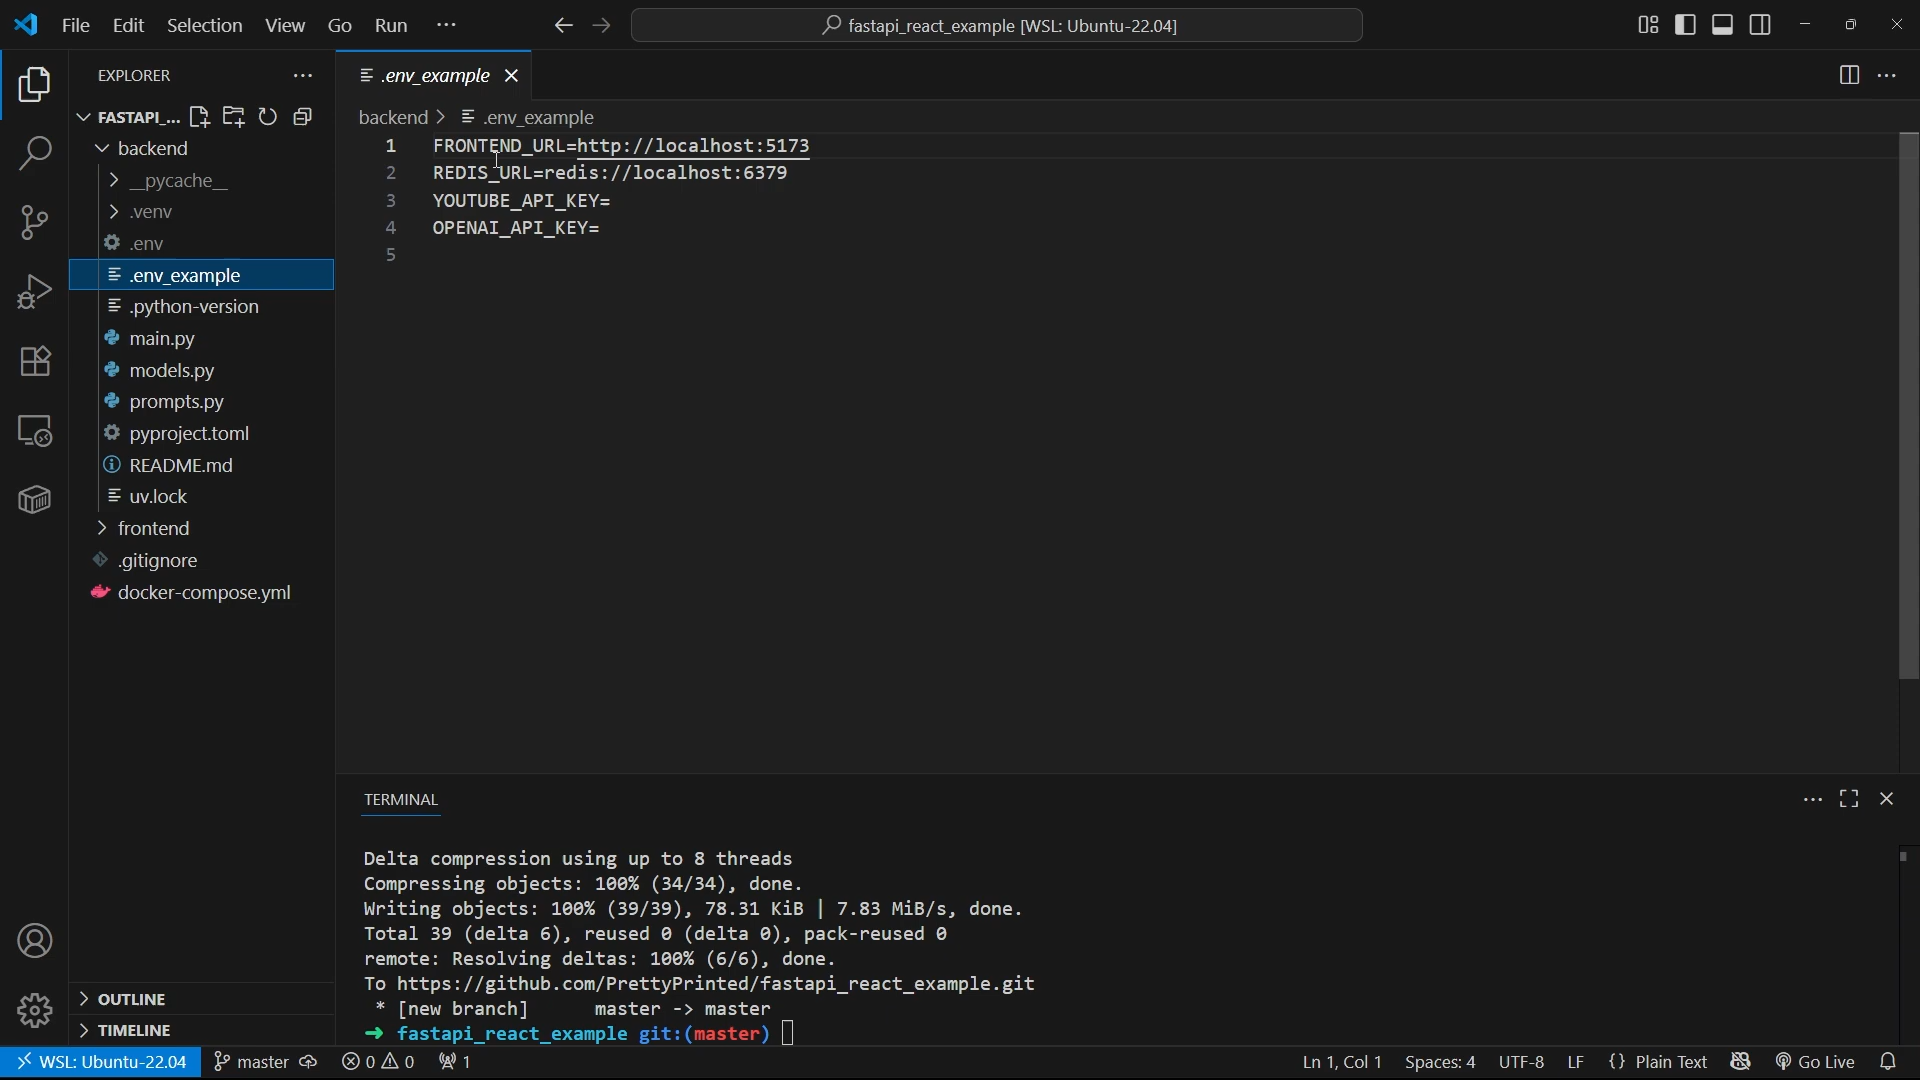 File Edit Selection View Go Run ···
fastapi_react_example [WSL: Ubuntu-22.04]
EXPLORER
FASTAPI_...
backend
__pycache__
.venv
.env
.env_example
.python-version
main.py
models.py
prompts.py
pyproject.toml
README.md
uv.lock
frontend
.gitignore
docker-compose.yml
OUTLINE
TIMELINE
.env_example
backend > .env_example
1 FRONTEND_URL=http://localhost:5173
2 REDIS_URL=redis://localhost:6379
3 YOUTUBE_API_KEY=
4 OPENAI_API_KEY=
5
TERMINAL
Delta compression using up to 8 threads
Compressing objects: 100% (34/34), done.
Writing objects: 100% (39/39), 78.31 KiB | 7.83 MiB/s, done.
Total 39 (delta 6), reused 0 (delta 0), pack-reused 0
remote: Resolving deltas: 100% (6/6), done.
To https://github.com/PrettyPrinted/fastapi_react_example.git
* [new branch] master -> master
➜ fastapi_react_example git:(master)
WSL: Ubuntu-22.04 master 0 0 1 Ln 1, Col 1 Spaces: 4 UTF-8 LF {} Plain Text Go Live